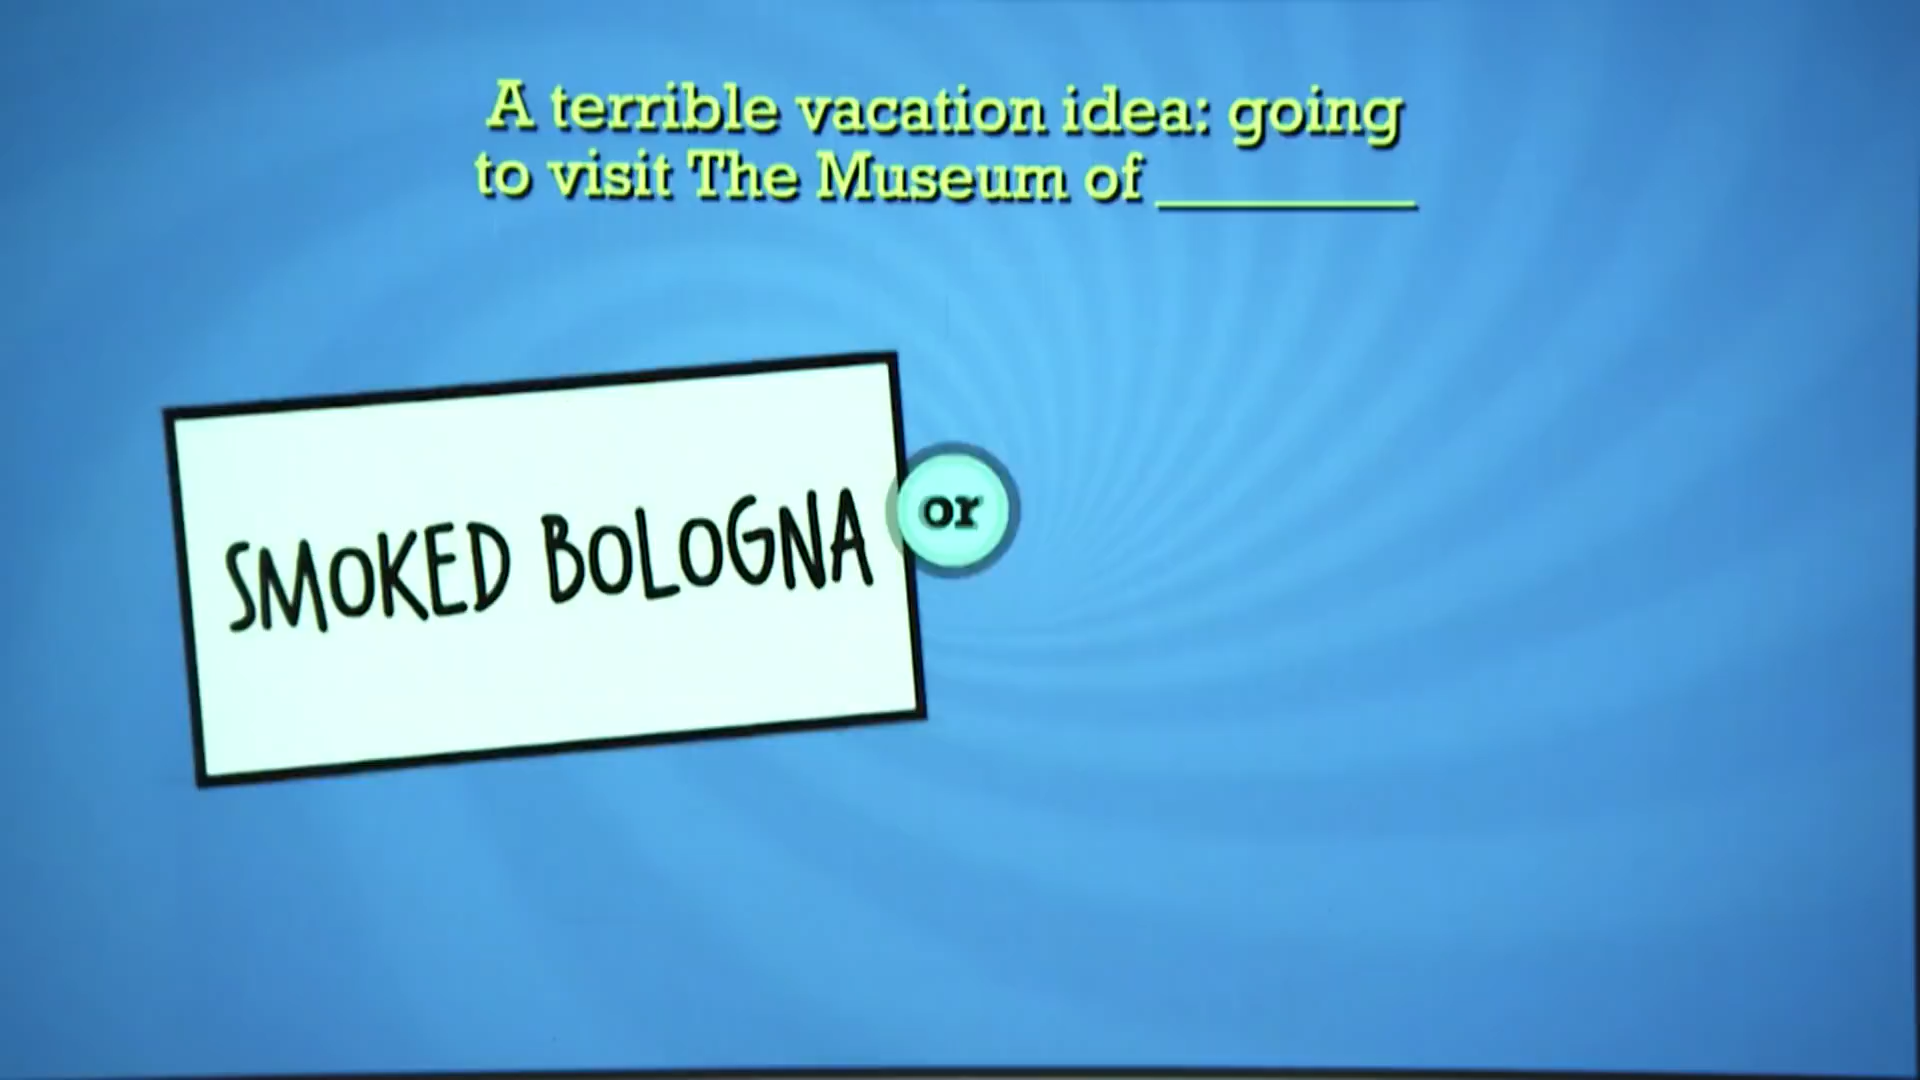 A terrible vacation idea: going
to visit The Museum of ________
SMOKED BOLOGNA
or